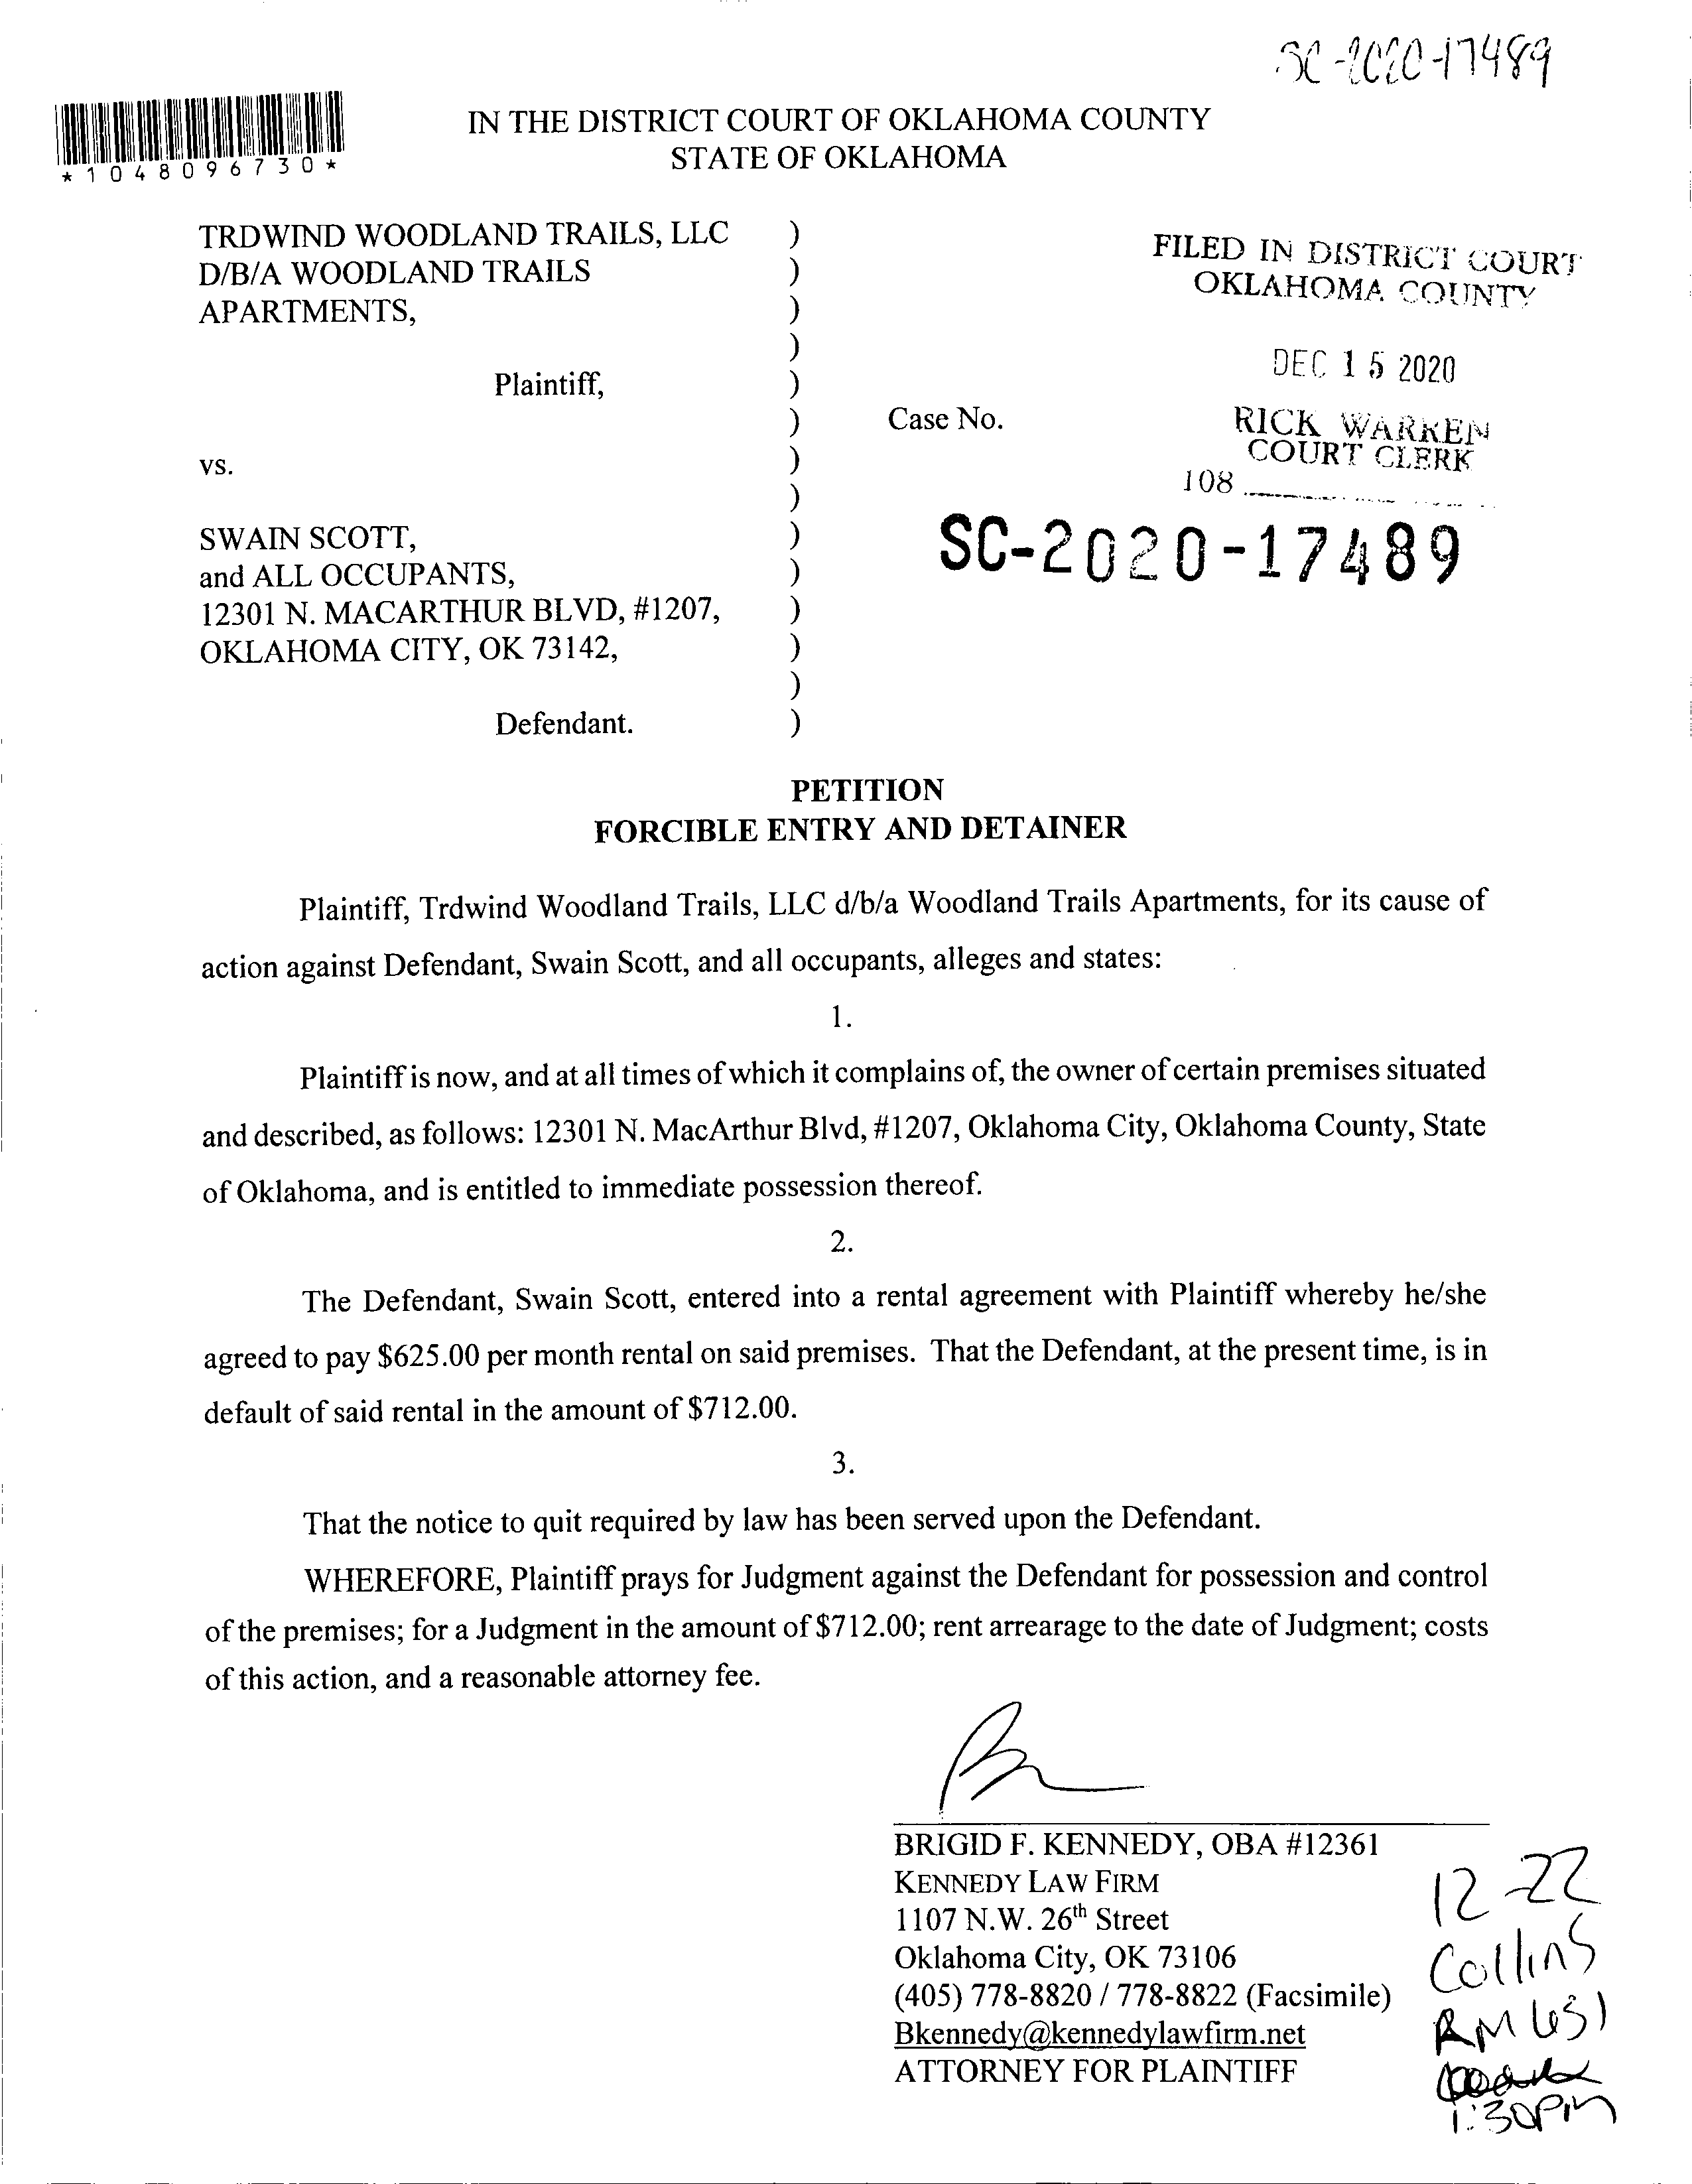 SC-2020-17489
*1048096730*
IN THE DISTRICT COURT OF OKLAHOMA COUNTY
STATE OF OKLAHOMA
TRDWIND WOODLAND TRAILS, LLC )
D/B/A WOODLAND TRAILS )
APARTMENTS, )
)
Plaintiff, )
)
vs. )
)
SWAIN SCOTT, )
and ALL OCCUPANTS, )
12301 N. MACARTHUR BLVD, #1207, )
OKLAHOMA CITY, OK 73142, )
)
Defendant. )
FILED IN DISTRICT COURT
OKLAHOMA COUNTY
DEC 15 2020
Case No.
RICK WARREN
COURT CLERK
108
SC-2020-17489
PETITION
FORCIBLE ENTRY AND DETAINER
Plaintiff, Trdwind Woodland Trails, LLC d/b/a Woodland Trails Apartments, for its cause of
action against Defendant, Swain Scott, and all occupants, alleges and states:
1.
Plaintiff is now, and at all times of which it complains of, the owner of certain premises situated
and described, as follows: 12301 N. MacArthur Blvd, #1207, Oklahoma City, Oklahoma County, State
of Oklahoma, and is entitled to immediate possession thereof.
2.
The Defendant, Swain Scott, entered into a rental agreement with Plaintiff whereby he/she
agreed to pay $625.00 per month rental on said premises. That the Defendant, at the present time, is in
default of said rental in the amount of $712.00.
3.
That the notice to quit required by law has been served upon the Defendant.
WHEREFORE, Plaintiff prays for Judgment against the Defendant for possession and control
of the premises; for a Judgment in the amount of $712.00; rent arrearage to the date of Judgment; costs
of this action, and a reasonable attorney fee.
BRIGID F. KENNEDY, OBA #12361
KENNEDY LAW FIRM
1107 N.W. 26th Street
Oklahoma City, OK 73106
(405) 778-8820 / 778-8822 (Facsimile)
Bkennedy@kennedylawfirm.net
ATTORNEY FOR PLAINTIFF
12-22
Collins
RM 651
1:30pm